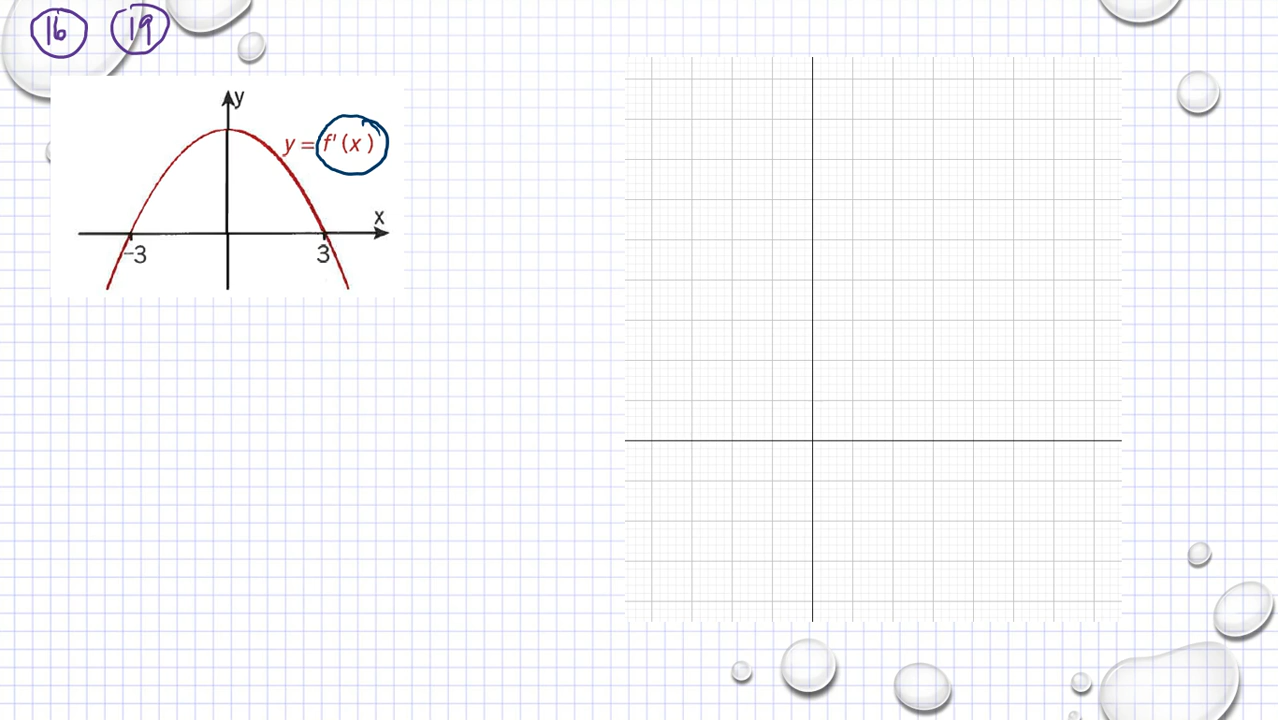 16 19
y
y = f'(x)
x
-3 3